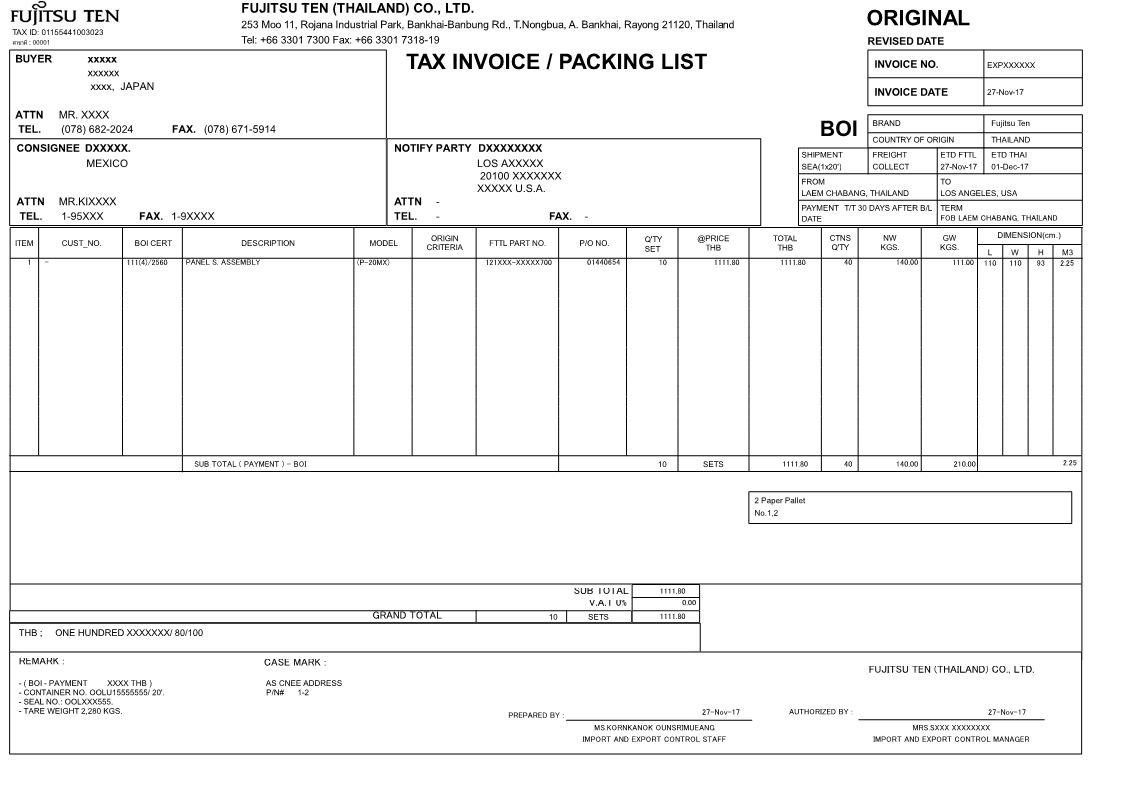 FUJITSU TEN
TAX ID: 01155441003023
สาขาที่ : 00001
FUJITSU TEN (THAILAND) CO., LTD.
253 Moo 11, Rojana Industrial Park, Bankhai-Banbung Rd., T.Nongbua, A. Bankhai, Rayong 21120, Thailand
Tel: +66 3301 7300 Fax: +66 3301 7318-19
TAX INVOICE / PACKING LIST
ORIGINAL
REVISED DATE
INVOICE NO. EXPXXXXXX
INVOICE DATE 27-Nov-17
BUYER xxxxx
xxxxxx
xxxx, JAPAN
ATTN MR. XXXX
TEL. (078) 682-2024 FAX. (078) 671-5914
BOI
BRAND Fujitsu Ten
COUNTRY OF ORIGIN THAILAND
SHIPMENT FREIGHT ETD FTTL ETD THAI
SEA(1x20') COLLECT 27-Nov-17 01-Dec-17
FROM TO
LAEM CHABANG, THAILAND LOS ANGELES, USA
PAYMENT T/T 30 DAYS AFTER B/L DATE
TERM
FOB LAEM CHABANG, THAILAND
CONSIGNEE DXXXXX.
MEXICO
ATTN MR.KIXXXX
TEL. 1-95XXX FAX. 1-9XXXX
NOTIFY PARTY DXXXXXXXX
LOS AXXXXX
20100 XXXXXXX
XXXXX U.S.A.
ATTN -
TEL. - FAX. -
ITEM CUST_NO. BOI CERT DESCRIPTION MODEL ORIGIN CRITERIA FTTL PART NO. P/O NO. Q'TY SET @PRICE THB TOTAL THB CTNS Q'TY NW KGS. GW KGS. DIMENSION(cm.)
L W H M3
1 - 111(4)/2560 PANEL S. ASSEMBLY (P-20MX) 121XXX-XXXXX700 01440654 10 1111.80 1111.80 40 140.00 111.00 110 110 93 2.25
SUB TOTAL ( PAYMENT ) - BOI 10 SETS 1111.80 40 140.00 210.00 2.25
2 Paper Pallet
No.1,2
SUB TOTAL 1111.80
V.A.T 0% 0.00
GRAND TOTAL 10 SETS 1111.80
THB ; ONE HUNDRED XXXXXXX/ 80/100
REMARK :
- ( BOI - PAYMENT XXXX THB )
- CONTAINER NO. OOLU15555555/ 20'.
- SEAL NO.: OOLXXX555.
- TARE WEIGHT 2,280 KGS.
CASE MARK :
AS CNEE ADDRESS
P/N# 1-2
FUJITSU TEN (THAILAND) CO., LTD.
PREPARED BY : 27-Nov-17
MS.KORNKANOK OUNSRIMUEANG
IMPORT AND EXPORT CONTROL STAFF
AUTHORIZED BY : 27-Nov-17
MRS.SXXX XXXXXXXX
IMPORT AND EXPORT CONTROL MANAGER